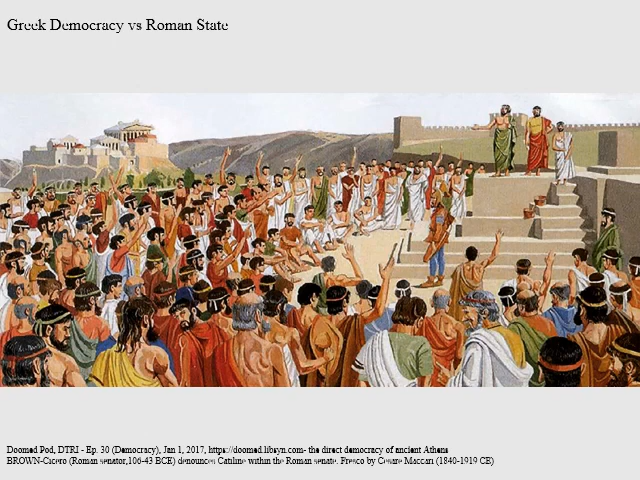 Greek Democracy vs Roman State
Doomed Pod, DTRI - Ep. 30 (Democracy), Jan 1, 2017, https://doomed.libsyn.com- the direct democracy of ancient Athens
BROWN-Cicero (Roman senator,106-43 BCE) denounces Catiline within the Roman senate. Fresco by Cesare Maccari (1840-1919 CE)